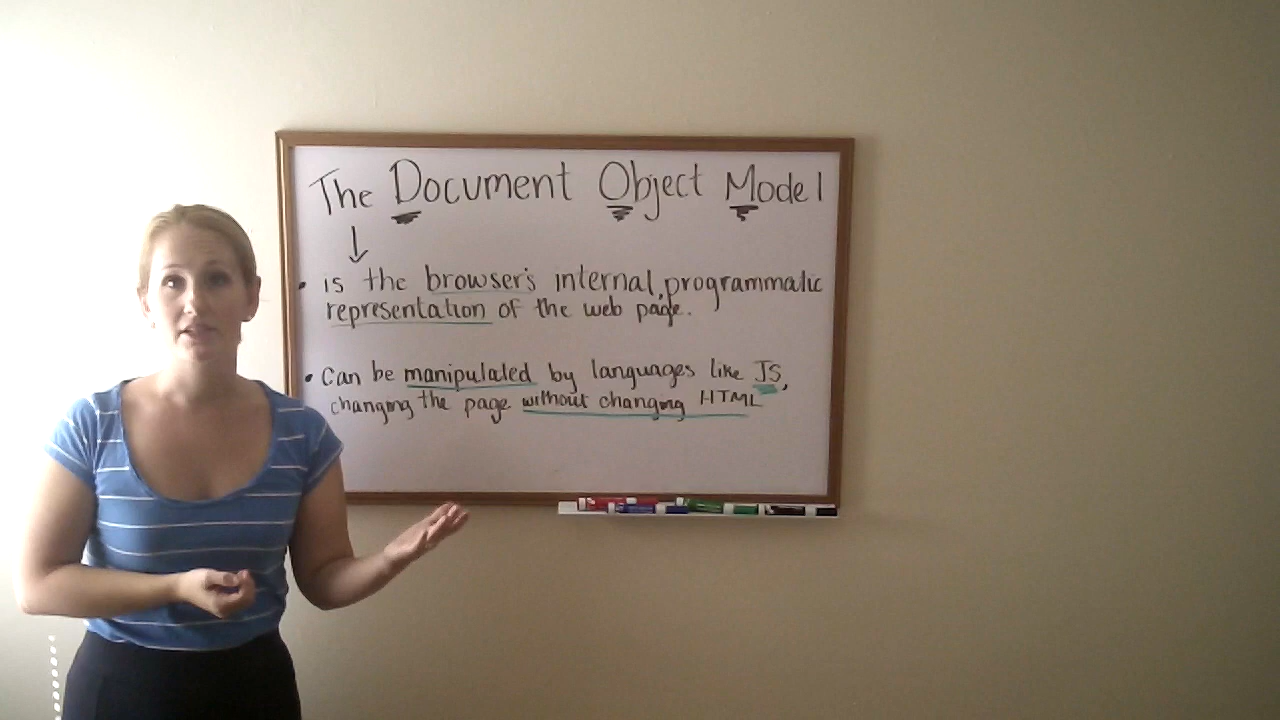 The Document Object Model
• is the browser's internal, programmatic
representation of the web page.
• Can be manipulated by languages like JS,
changing the page without changing HTML